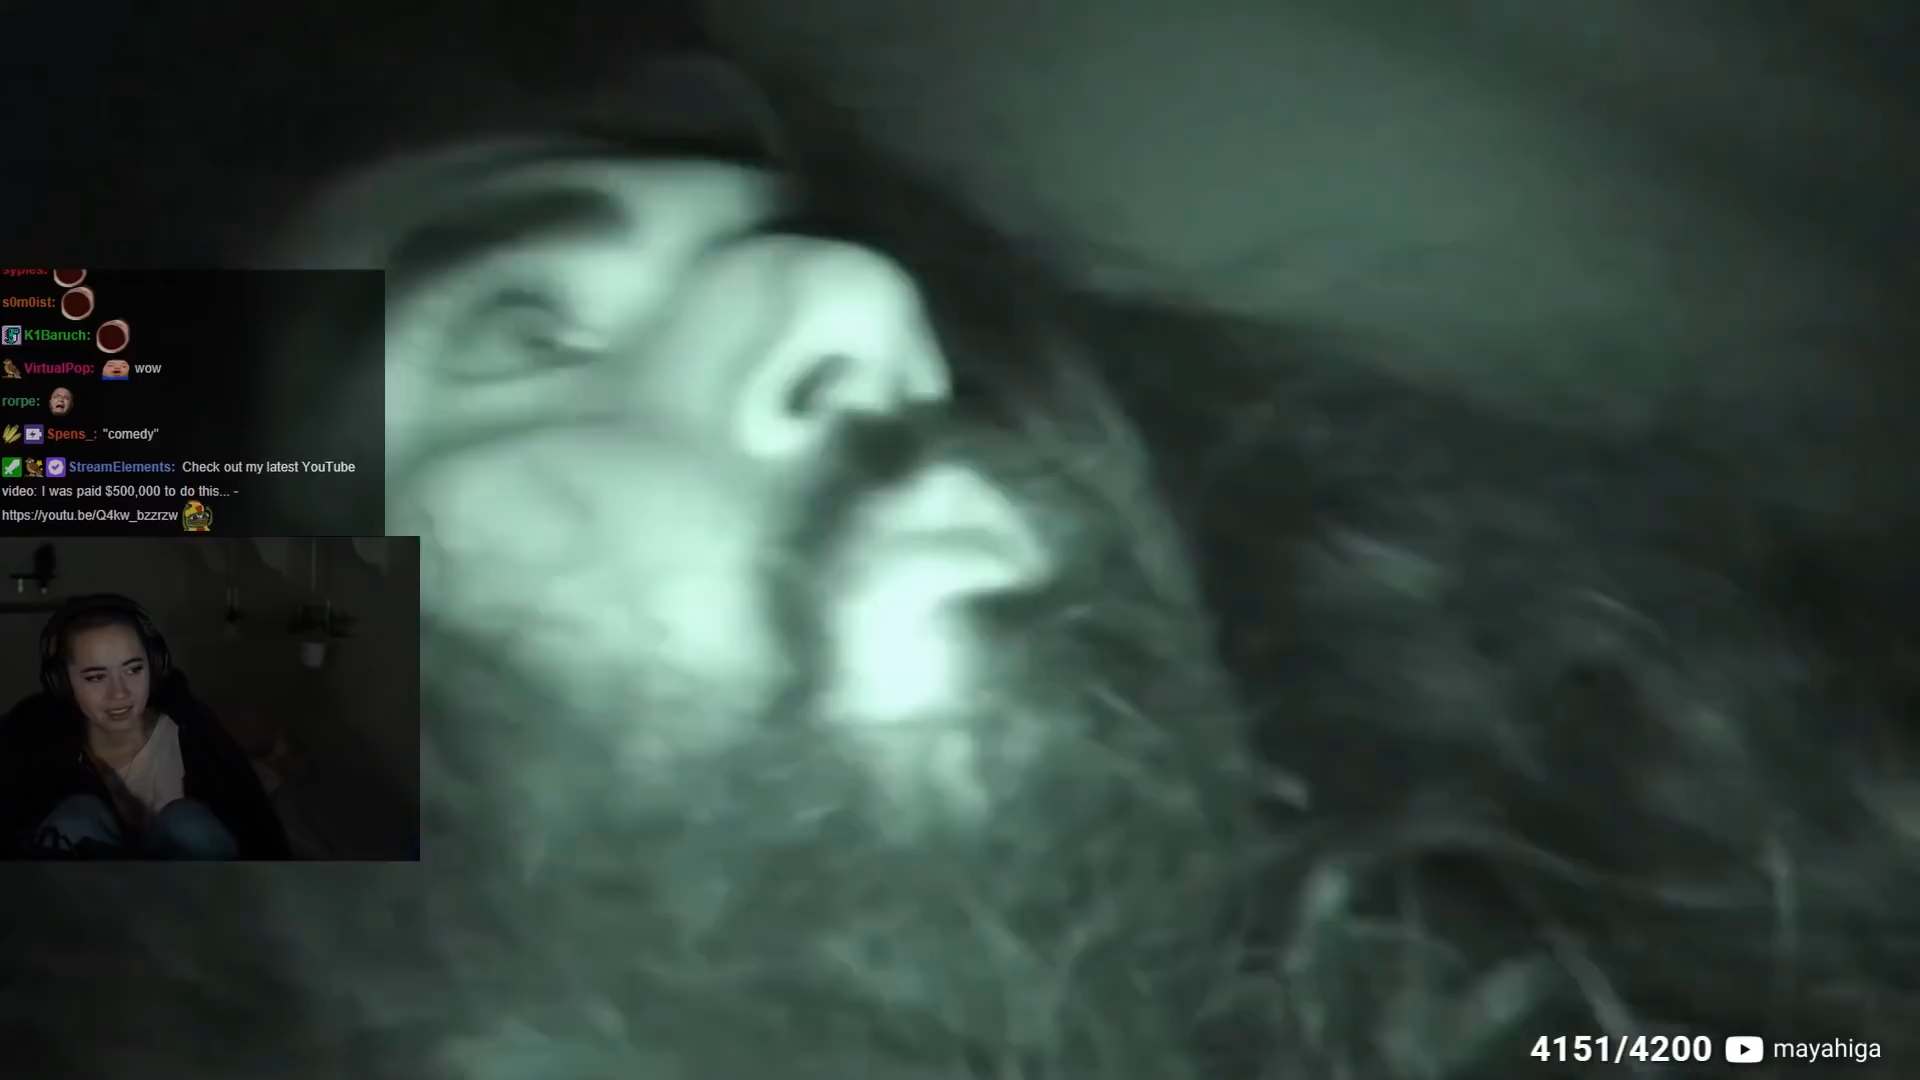 syples:
s0m0ist:
K1Baruch:
VirtualPop: wow
rorpe:
Spens_: "comedy"
StreamElements: Check out my latest YouTube
video: I was paid $500,000 to do this... -
https://youtu.be/Q4kw_bzzrzw
4151/4200 mayahiga